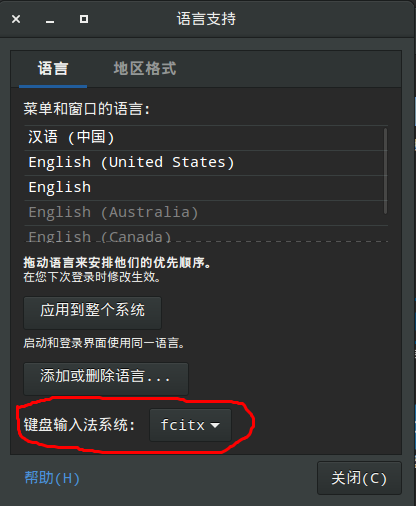 语言支持
语言
地区格式
菜单和窗口的语言:
汉语 (中国)
English (United States)
English
English (Australia)
English (Canada)
拖动语言来安排他们的优先顺序。
在您下次登录时修改生效。
应用到整个系统
启动和登录界面使用同一语言。
添加或删除语言...
键盘输入法系统: fcitx
帮助(H)
关闭(C)